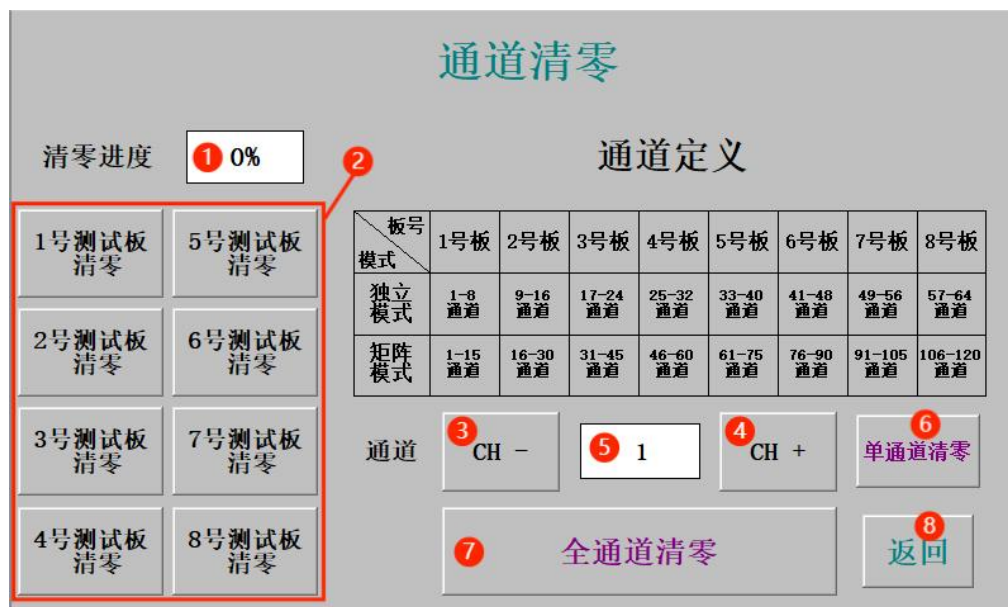 通道清零
清零进度
1 0%
2
通道定义
1号测试板
清零
5号测试板
清零
2号测试板
清零
6号测试板
清零
3号测试板
清零
7号测试板
清零
4号测试板
清零
8号测试板
清零
板号
模式
1号板 2号板 3号板 4号板 5号板 6号板 7号板 8号板
独立
模式
1-8
通道
9-16
通道
17-24
通道
25-32
通道
33-40
通道
41-48
通道
49-56
通道
57-64
通道
矩阵
模式
1-15
通道
16-30
通道
31-45
通道
46-60
通道
61-75
通道
76-90
通道
91-105
通道
106-120
通道
通道
3
CH -
5 1
4
CH +
6
单通道清零
7 全通道清零
8
返回